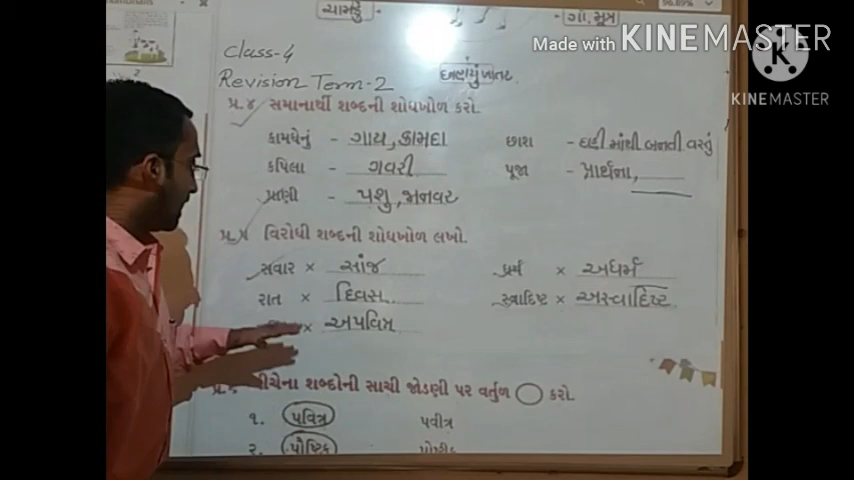 ચામડું -
- ગૌ. મૂત્ર
Made with KINEMASTER
KINEMASTER
Class-4
Revision Term-2
પ્ર.૪ સમાનાર્થી શબ્દની શોધખોળ કરો.
કામધેનું - ગાય, કામદા
છાશ - દહીં માંથી બનતી વસ્તું
કપિલા - ગવરી
પૂજા - પ્રાર્થના,
પ્રાણી - પશુ, જાનવર
પ્ર.૫ વિરોધી શબ્દની શોધખોળ લખો.
સવાર × સાંજ
× અધર્મ
રાત × દિવસ
સ્વાદિષ્ટ × અસ્વાદિષ્ટ
× અપવિત્ર
નીચેના શબ્દોની સાચી જોડણી પર વર્તુળ ◯ કરો.
૧. પવિત્ર પવીત્ર
૨. પૌષ્ટિક